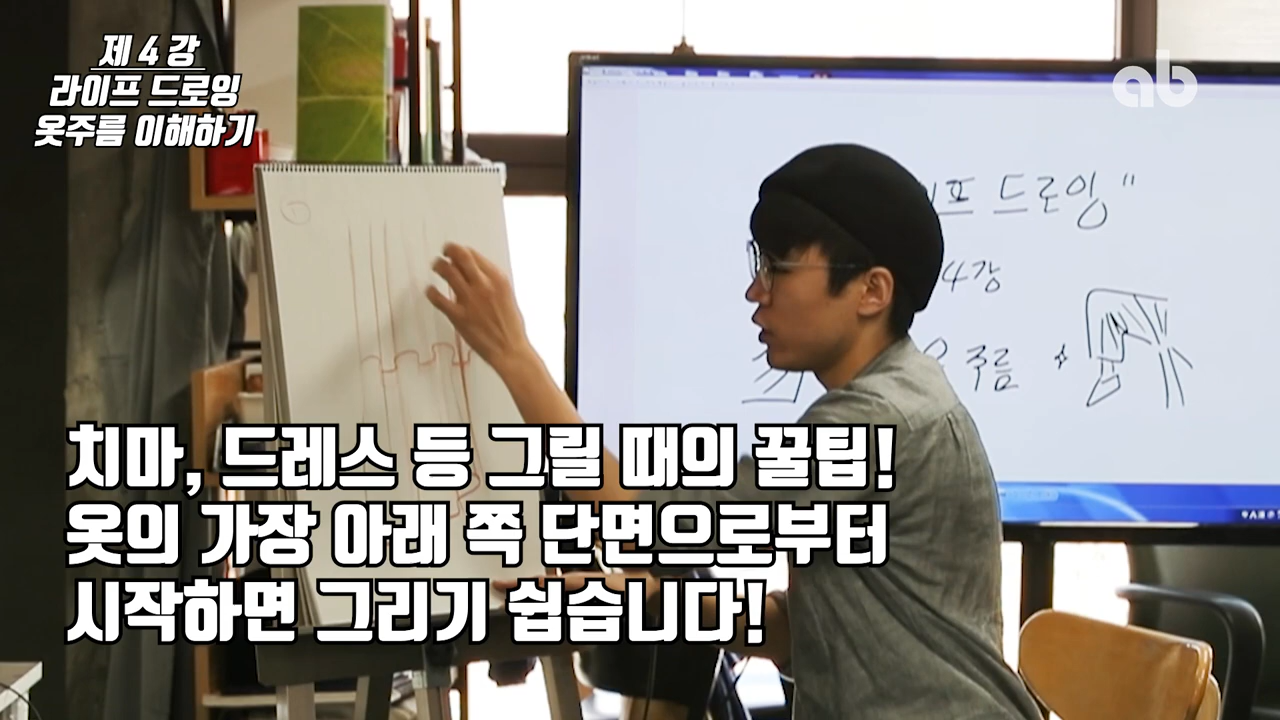 제 4 강
라이프 드로잉
옷주름 이해하기
ab
프 드로잉"
4강
주름
치마, 드레스 등 그릴 때의 꿀팁!
옷의 가장 아래 쪽 단면으로부터
시작하면 그리기 쉽습니다!